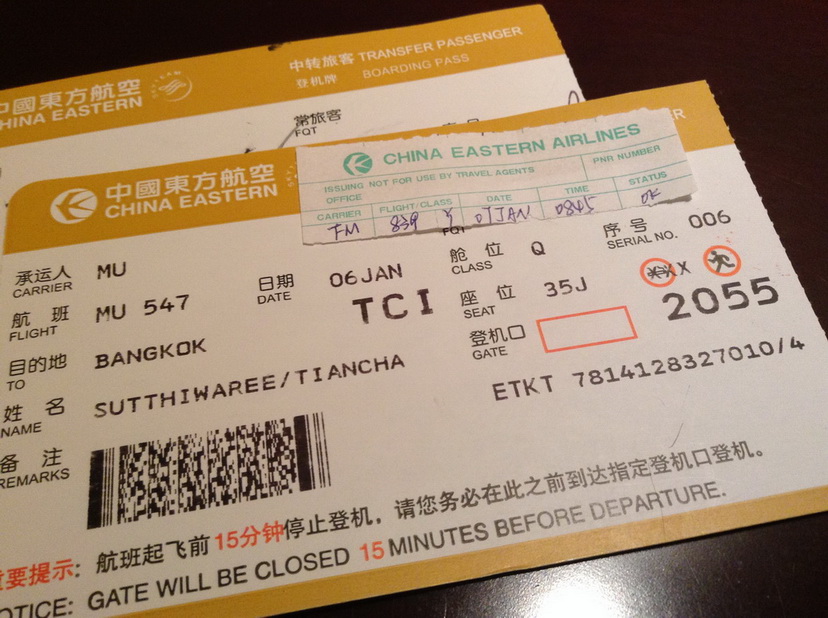 中國東方航空
CHINA EASTERN
中转旅客 TRANSFER PASSENGER
登机牌 BOARDING PASS
常旅客
FQT
中國東方航空
CHINA EASTERN
CHINA EASTERN AIRLINES
ISSUING NOT FOR USE BY TRAVEL AGENTS
OFFICE
PNR NUMBER
CARRIER FLIGHT/CLASS DATE TIME STATUS
FM 839 Y 01JAN 0845 OK
FQT
承运人 MU
CARRIER
日期 06JAN
DATE
舱位 Q
CLASS
序号 006
SERIAL NO.
航班 MU 547
FLIGHT
TCI
座位 35J
SEAT
X
2055
目的地 BANGKOK
TO
登机口
GATE
姓名 SUTTHIWAREE/TIANCHA
NAME
ETKT 7814128327010/4
备注
REMARKS
重要提示：航班起飞前15分钟停止登机，请您务必在此之前到达指定登机口登机。
NOTICE: GATE WILL BE CLOSED 15 MINUTES BEFORE DEPARTURE.